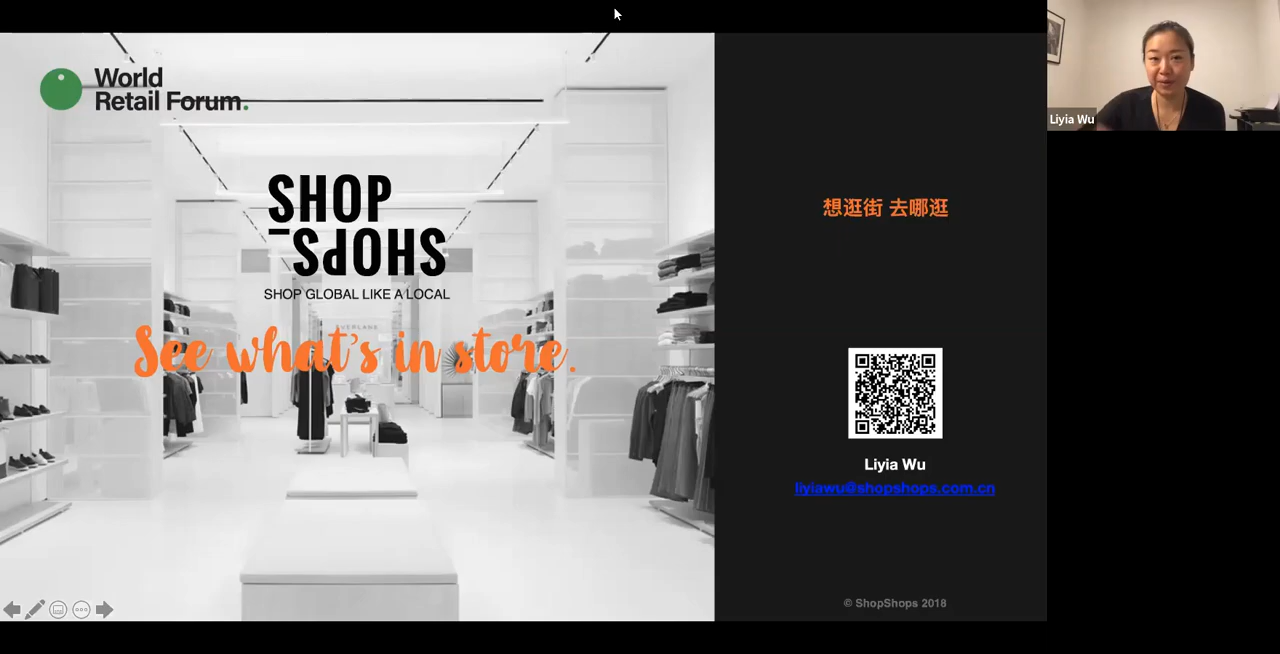 World
Retail Forum.
SHOP
SHOPS
SHOP GLOBAL LIKE A LOCAL
EVERLANE
See what's in store.
想逛街 去哪逛
Liyia Wu
liyiawu@shopshops.com.cn
© ShopShops 2018
Liyia Wu